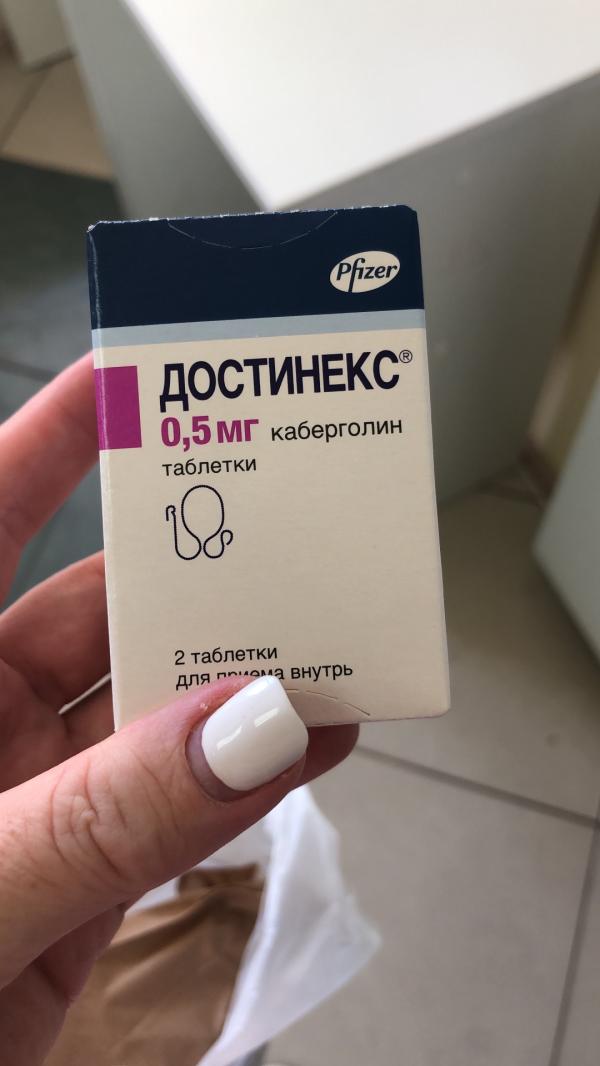 Pfizer
ДОСТИНЕКС®
0,5 мг каберголин
таблетки
2 таблетки
для приема внутрь